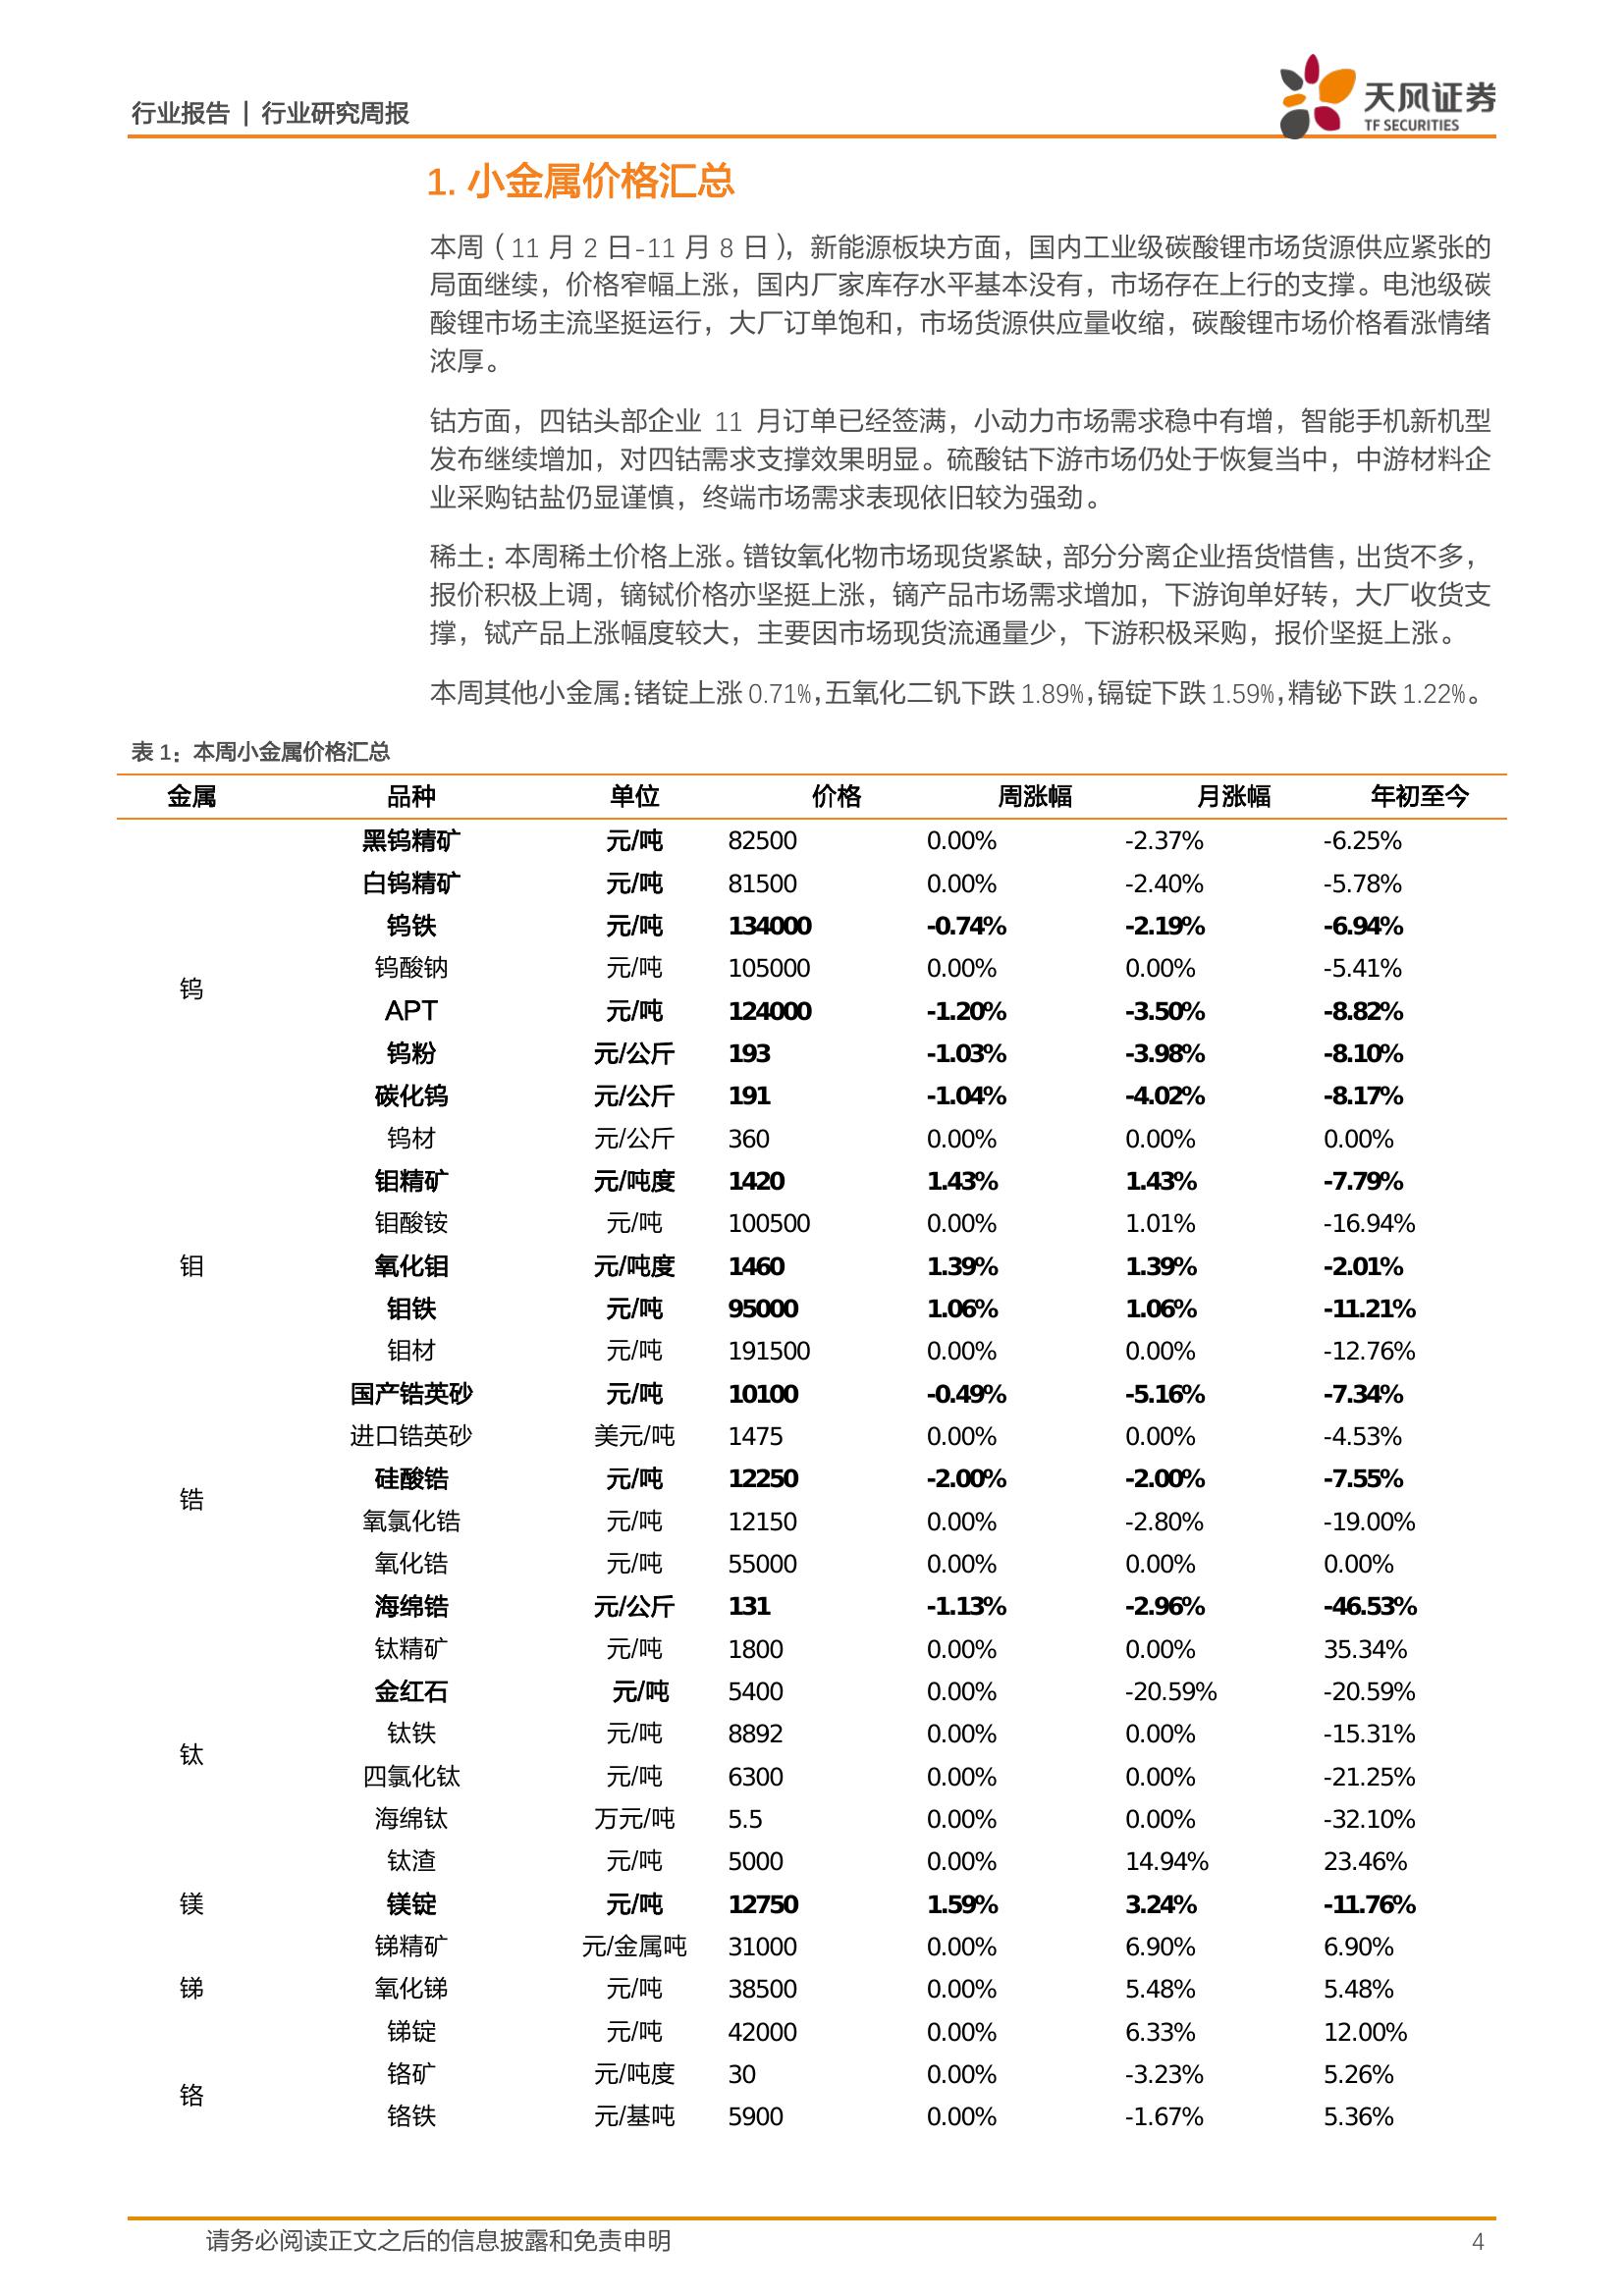 行业报告 | 行业研究周报
天风证券
TF SECURITIES
1. 小金属价格汇总
本周（11 月 2 日-11 月 8 日），新能源板块方面，国内工业级碳酸锂市场货源供应紧张的
局面继续，价格窄幅上涨，国内厂家库存水平基本没有，市场存在上行的支撑。电池级碳
酸锂市场主流坚挺运行，大厂订单饱和，市场货源供应量收缩，碳酸锂市场价格看涨情绪
浓厚。
钴方面，四钴头部企业 11 月订单已经签满，小动力市场需求稳中有增，智能手机新机型
发布继续增加，对四钴需求支撑效果明显。硫酸钴下游市场仍处于恢复当中，中游材料企
业采购钴盐仍显谨慎，终端市场需求表现依旧较为强劲。
稀土：本周稀土价格上涨。镨钕氧化物市场现货紧缺，部分分离企业捂货惜售，出货不多，
报价积极上调，镝铽价格亦坚挺上涨，镝产品市场需求增加，下游询单好转，大厂收货支
撑，铽产品上涨幅度较大，主要因市场现货流通量少，下游积极采购，报价坚挺上涨。
本周其他小金属：锗锭上涨 0.71%，五氧化二钒下跌 1.89%，镉锭下跌 1.59%，精铋下跌 1.22%。
表 1：本周小金属价格汇总
金属 品种 单位 价格 周涨幅 月涨幅 年初至今
黑钨精矿 元/吨 82500 0.00% -2.37% -6.25%
白钨精矿 元/吨 81500 0.00% -2.40% -5.78%
钨铁 元/吨 134000 -0.74% -2.19% -6.94%
钨酸钠 元/吨 105000 0.00% 0.00% -5.41%
钨
APT 元/吨 124000 -1.20% -3.50% -8.82%
钨粉 元/公斤 193 -1.03% -3.98% -8.10%
碳化钨 元/公斤 191 -1.04% -4.02% -8.17%
钨材 元/公斤 360 0.00% 0.00% 0.00%
钼精矿 元/吨度 1420 1.43% 1.43% -7.79%
钼酸铵 元/吨 100500 0.00% 1.01% -16.94%
钼 氧化钼 元/吨度 1460 1.39% 1.39% -2.01%
钼铁 元/吨 95000 1.06% 1.06% -11.21%
钼材 元/吨 191500 0.00% 0.00% -12.76%
国产锆英砂 元/吨 10100 -0.49% -5.16% -7.34%
进口锆英砂 美元/吨 1475 0.00% 0.00% -4.53%
硅酸锆 元/吨 12250 -2.00% -2.00% -7.55%
锆
氧氯化锆 元/吨 12150 0.00% -2.80% -19.00%
氧化锆 元/吨 55000 0.00% 0.00% 0.00%
海绵锆 元/公斤 131 -1.13% -2.96% -46.53%
钛精矿 元/吨 1800 0.00% 0.00% 35.34%
金红石 元/吨 5400 0.00% -20.59% -20.59%
钛铁 元/吨 8892 0.00% 0.00% -15.31%
钛
四氯化钛 元/吨 6300 0.00% 0.00% -21.25%
海绵钛 万元/吨 5.5 0.00% 0.00% -32.10%
钛渣 元/吨 5000 0.00% 14.94% 23.46%
镁 镁锭 元/吨 12750 1.59% 3.24% -11.76%
锑精矿 元/金属吨 31000 0.00% 6.90% 6.90%
锑 氧化锑 元/吨 38500 0.00% 5.48% 5.48%
锑锭 元/吨 42000 0.00% 6.33% 12.00%
铬矿 元/吨度 30 0.00% -3.23% 5.26%
铬
铬铁 元/基吨 5900 0.00% -1.67% 5.36%
请务必阅读正文之后的信息披露和免责申明 4